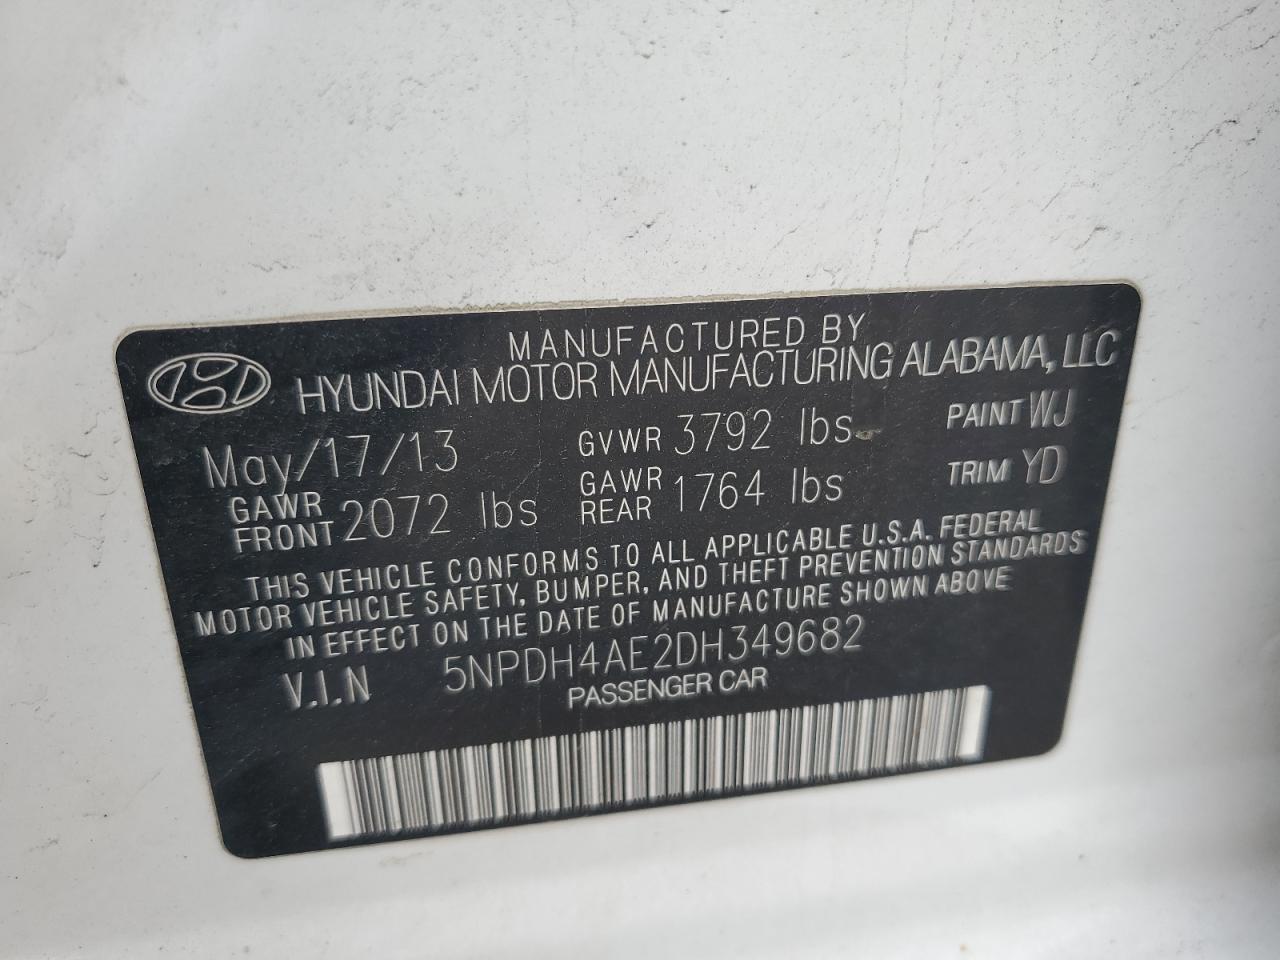 MANUFACTURED BY
HYUNDAI MOTOR MANUFACTURING ALABAMA, LLC
May/17/13 GVWR 3792 lbs PAINT WJ
GAWR FRONT 2072 lbs GAWR REAR 1764 lbs TRIM YD
THIS VEHICLE CONFORMS TO ALL APPLICABLE U.S.A. FEDERAL
MOTOR VEHICLE SAFETY, BUMPER, AND THEFT PREVENTION STANDARDS
IN EFFECT ON THE DATE OF MANUFACTURE SHOWN ABOVE
V.I.N 5NPDH4AE2DH349682
PASSENGER CAR